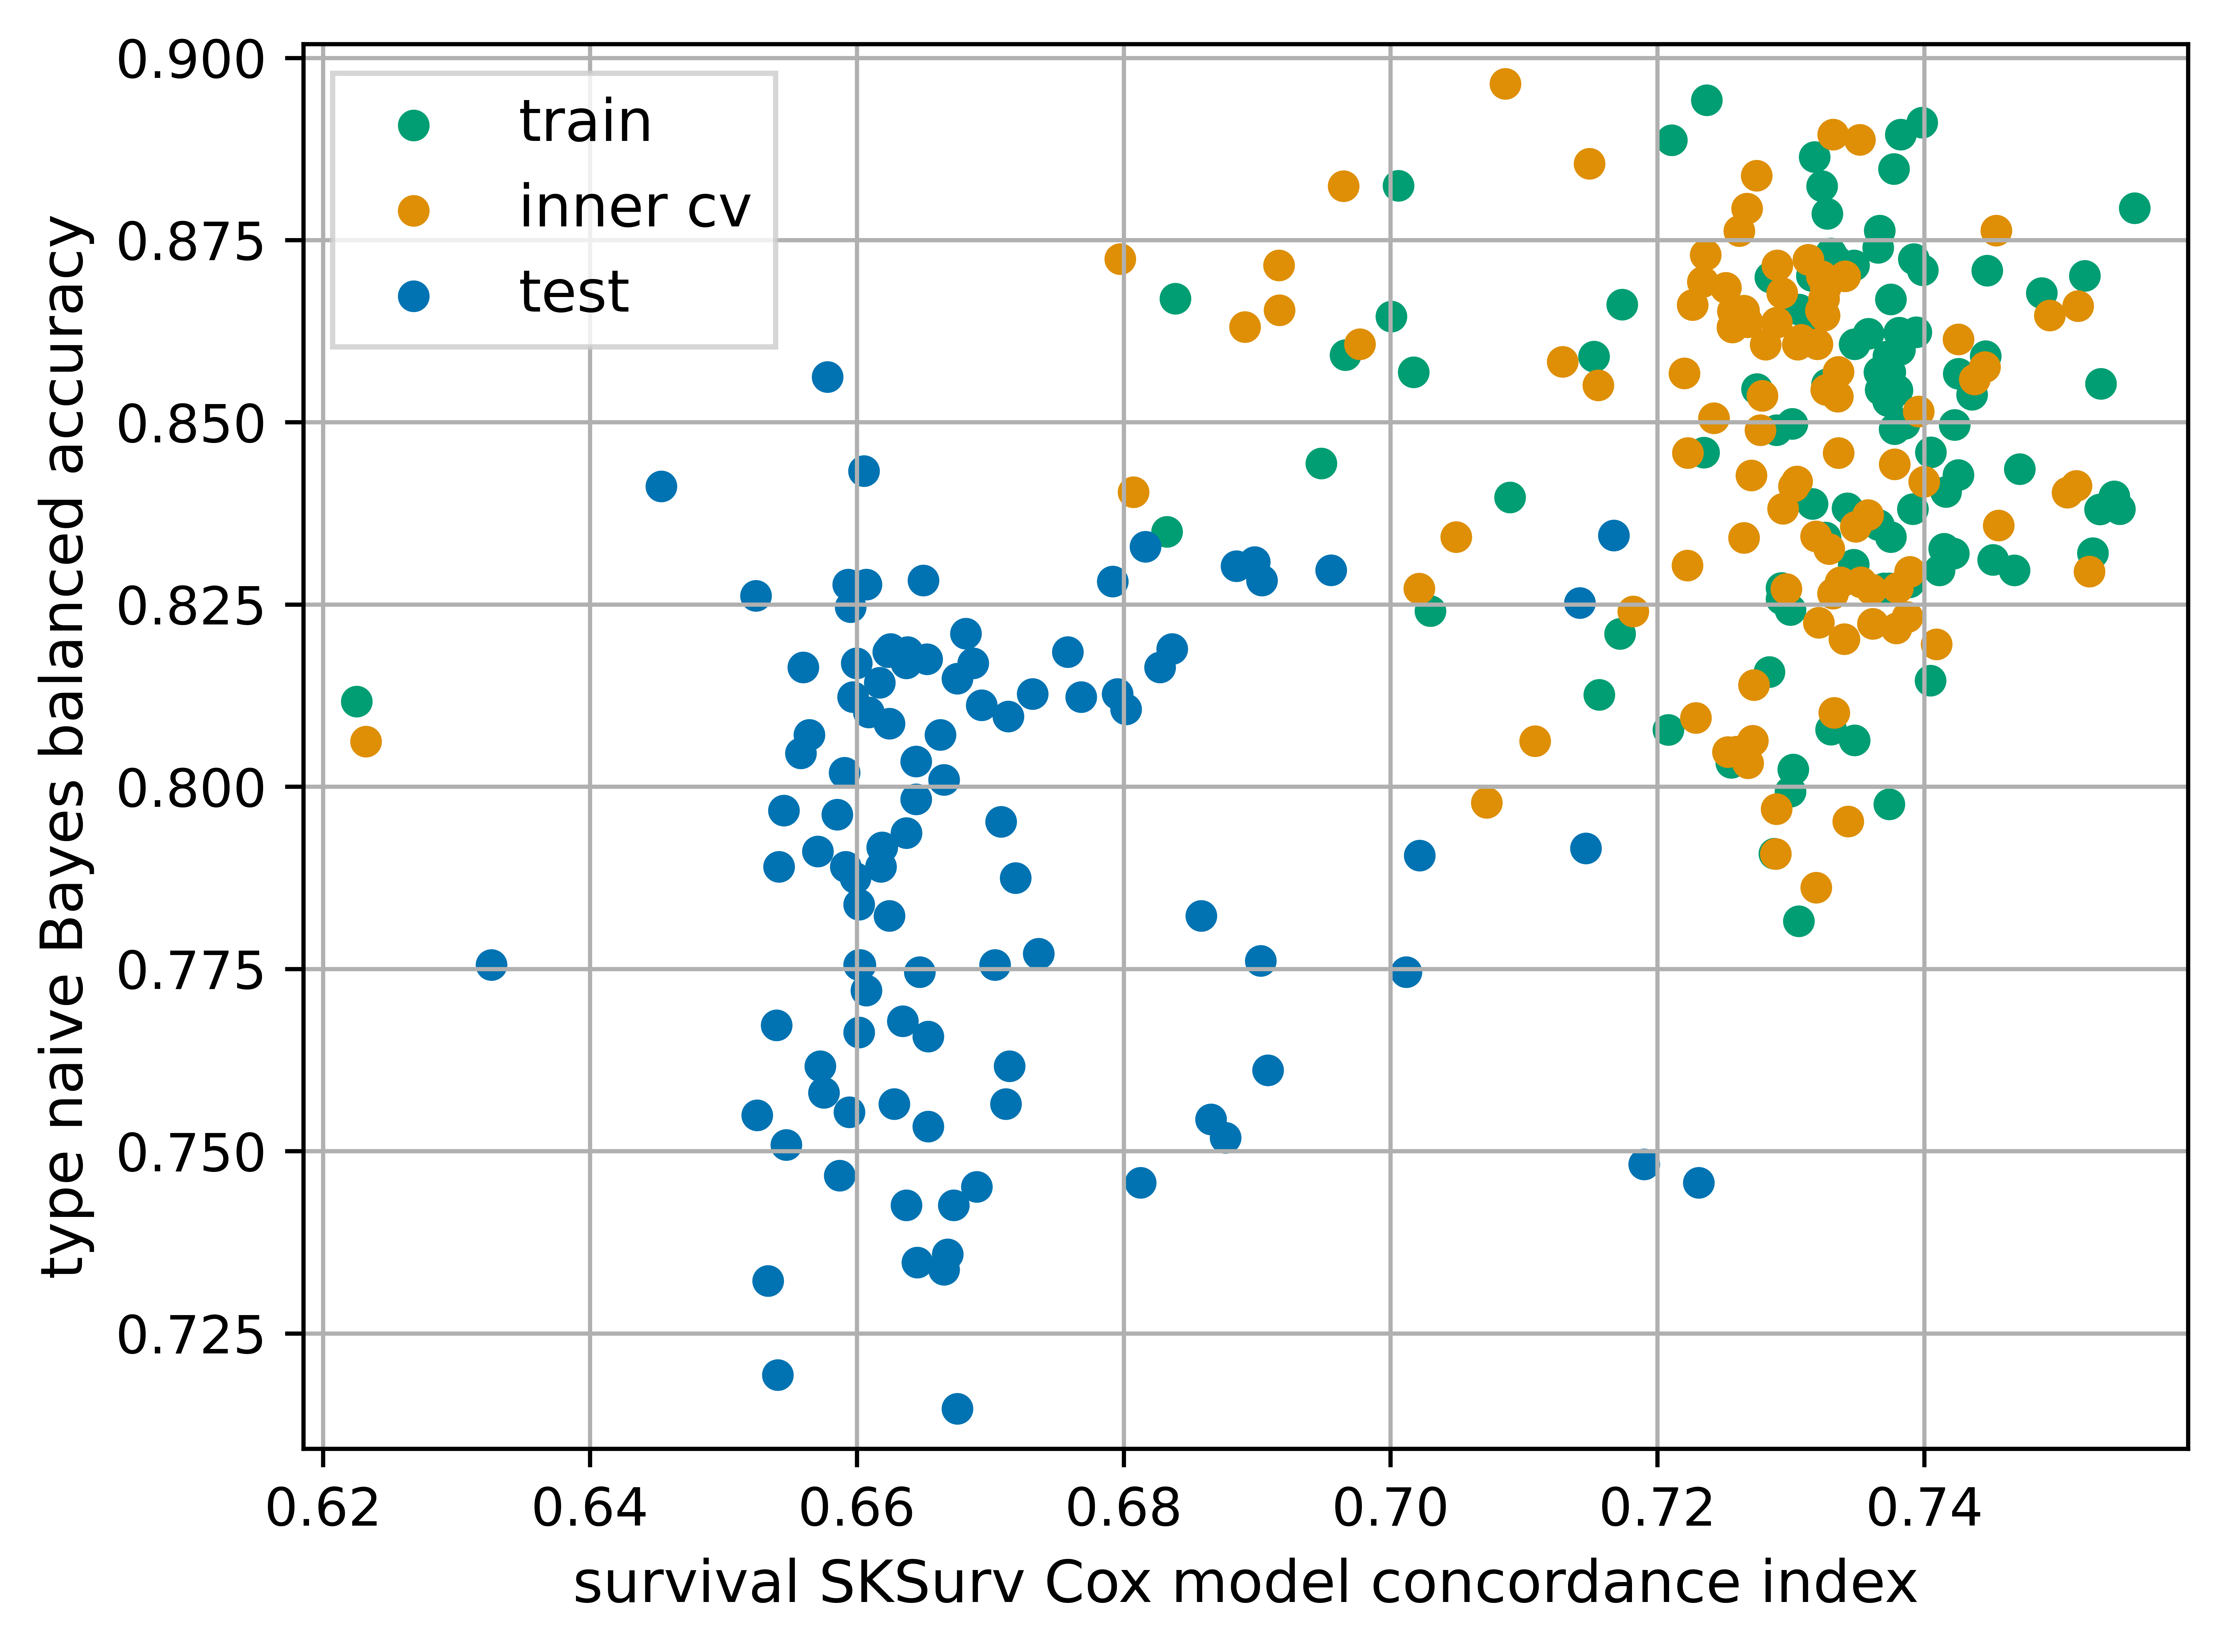 train
inner cv
test
type naive Bayes balanced accuracy
0.900
0.875
0.850
0.825
0.800
0.775
0.750
0.725
0.62 0.64 0.66 0.68 0.70 0.72 0.74
survival SKSurv Cox model concordance index